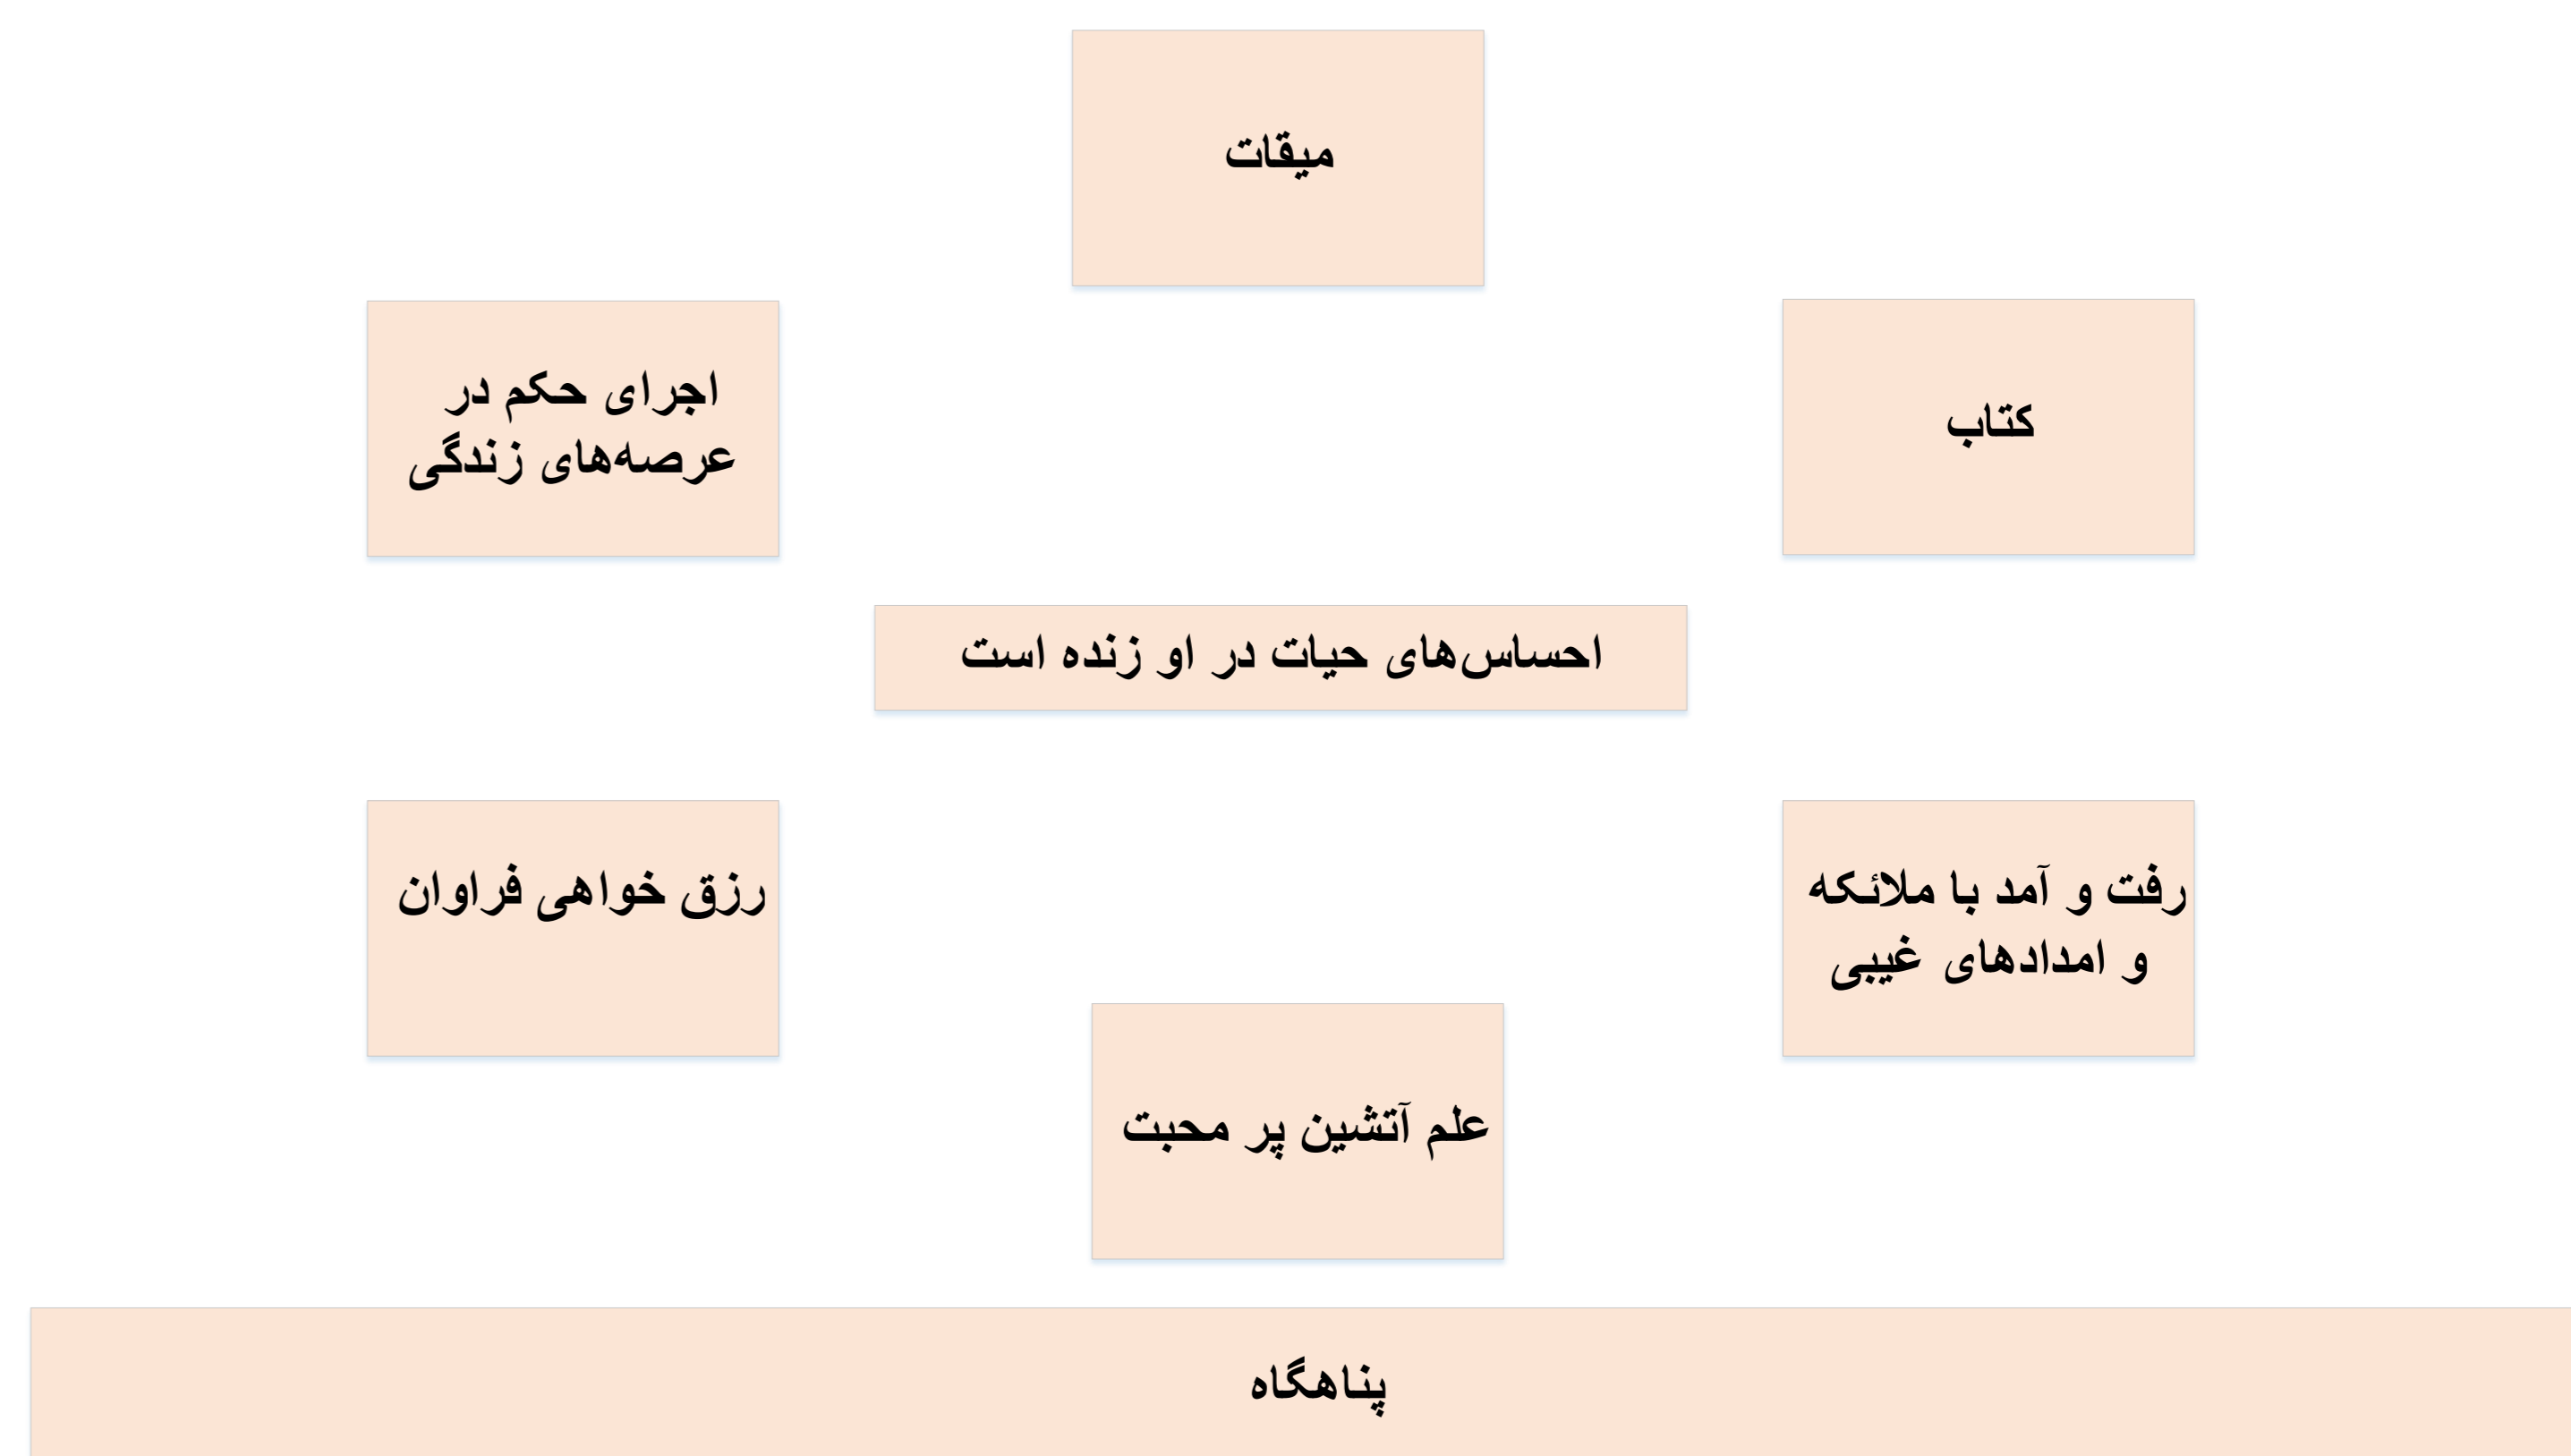 میقات
کتاب
اجرای حکم در
عرصه‌های زندگی
احساس‌های حیات در او زنده است
رفت و آمد با ملائکه
و امدادهای غیبی
رزق خواهی فراوان
علم آتشین پر محبت
پناهگاه